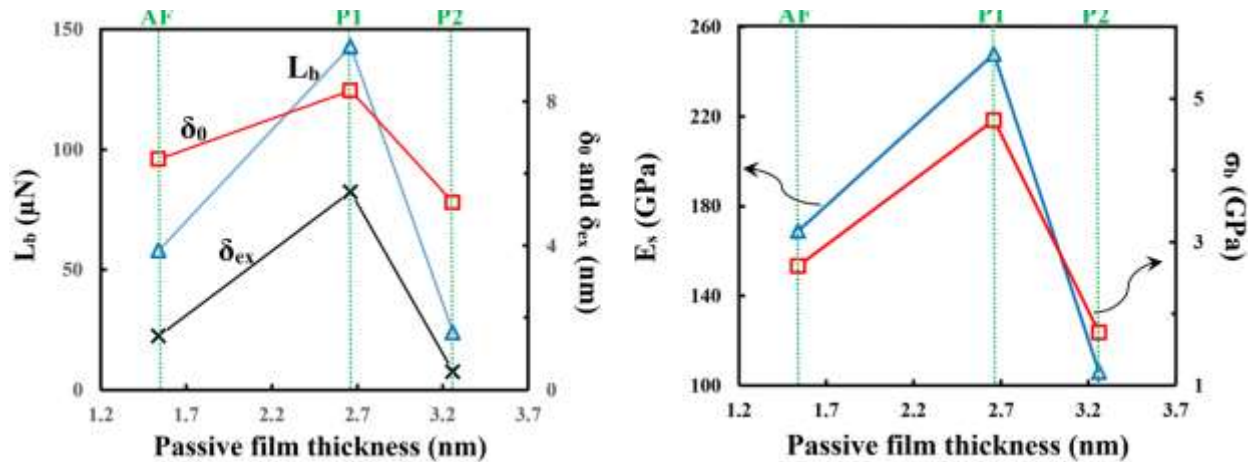 AF P1 P2
150
100
50
0
L_b (μN)
L_b
δ_0
δ_ex
8
4
0
δ_0 and δ_ex (nm)
1.2 1.7 2.2 2.7 3.2 3.7
Passive film thickness (nm)
AF P1 P2
260
220
180
140
100
E_s (GPa)
5
3
1
σ_b (GPa)
1.2 1.7 2.2 2.7 3.2 3.7
Passive film thickness (nm)